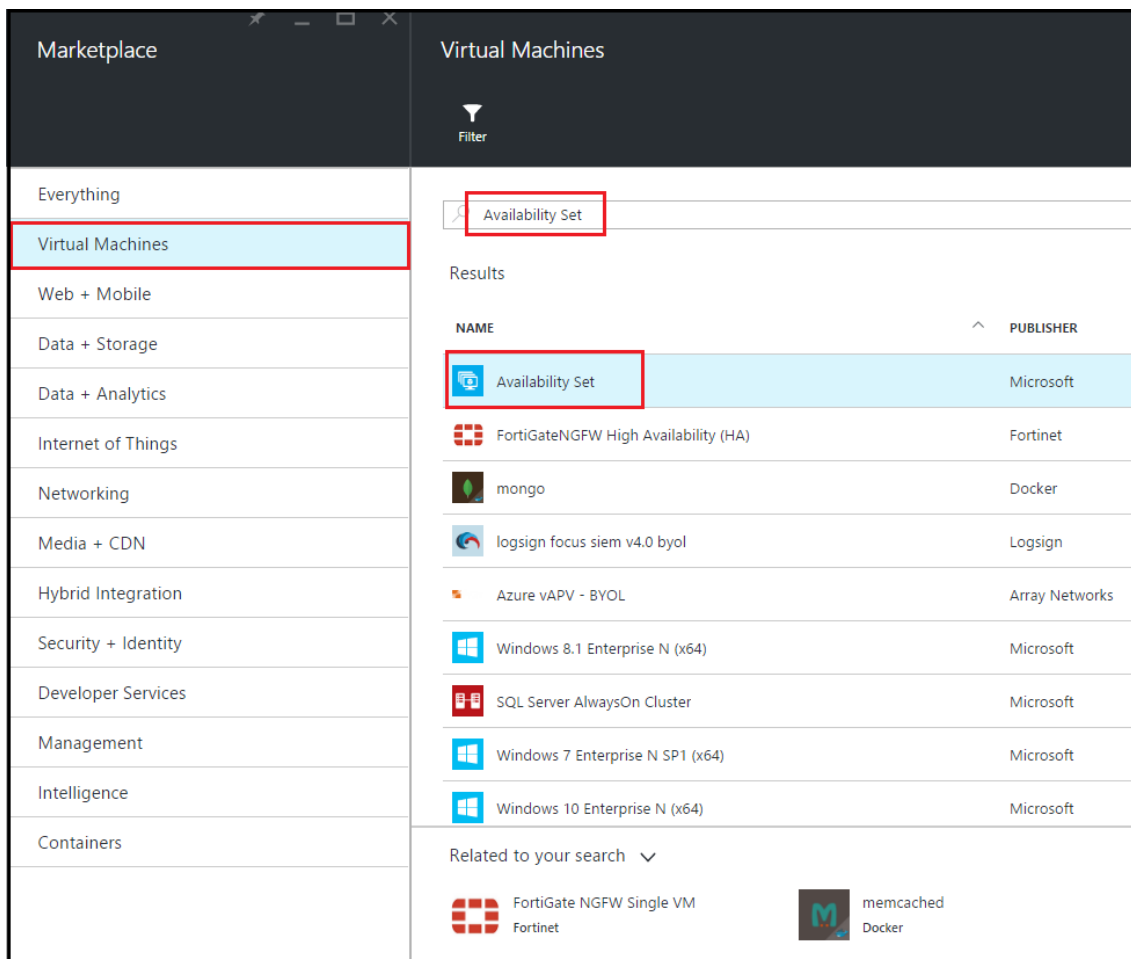 Marketplace
Virtual Machines
Filter
Everything
Virtual Machines
Web + Mobile
Data + Storage
Data + Analytics
Internet of Things
Networking
Media + CDN
Hybrid Integration
Security + Identity
Developer Services
Management
Intelligence
Containers
Availability Set
Results
NAME PUBLISHER
Availability Set Microsoft
FortiGateNGFW High Availability (HA) Fortinet
mongo Docker
logsign focus siem v4.0 byol Logsign
Azure vAPV - BYOL Array Networks
Windows 8.1 Enterprise N (x64) Microsoft
SQL Server AlwaysOn Cluster Microsoft
Windows 7 Enterprise N SP1 (x64) Microsoft
Windows 10 Enterprise N (x64) Microsoft
Related to your search
FortiGate NGFW Single VM
Fortinet
M
memcached
Docker